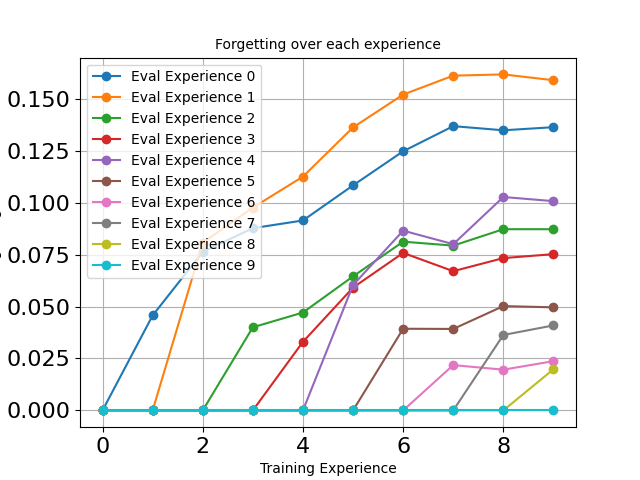 Forgetting over each experience
Eval Experience 0
Eval Experience 1
Eval Experience 2
Eval Experience 3
Eval Experience 4
Eval Experience 5
Eval Experience 6
Eval Experience 7
Eval Experience 8
Eval Experience 9
0.150
0.125
0.100
0.075
0.050
0.025
0.000
0 2 4 6 8
Training Experience